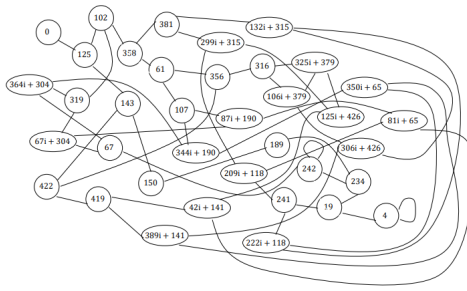 0
102
125
358
381
132i + 315
299i + 315
61
356
316
325i + 379
364i + 304
319
143
107
106i + 379
350i + 65
87i + 190
125i + 426
81i + 65
67i + 304
67
344i + 190
189
306i + 426
422
150
209i + 118
242
234
419
42i + 141
241
4
389i + 141
222i + 118